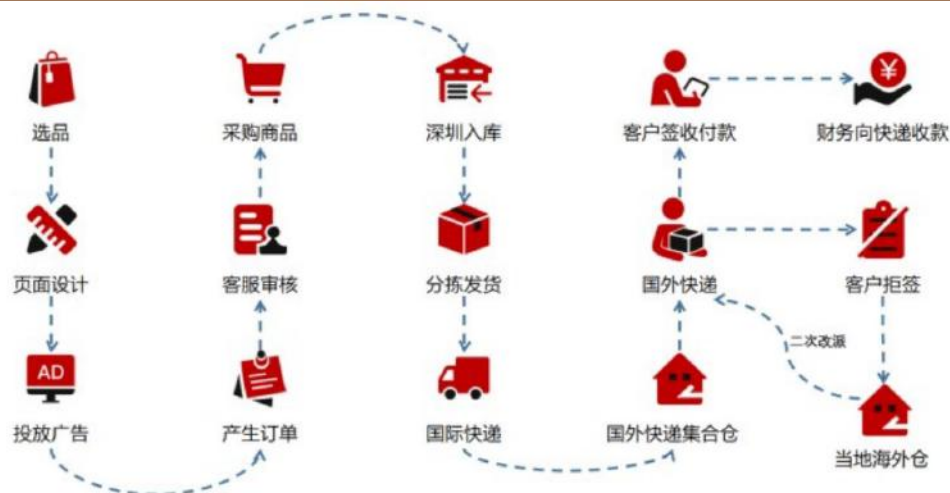 选品
页面设计
AD
投放广告
采购商品
客服审核
产生订单
深圳入库
分拣发货
国际快递
客户签收付款
国外快递
国外快递集合仓
¥
财务向快递收款
客户拒签
二次改派
当地海外仓